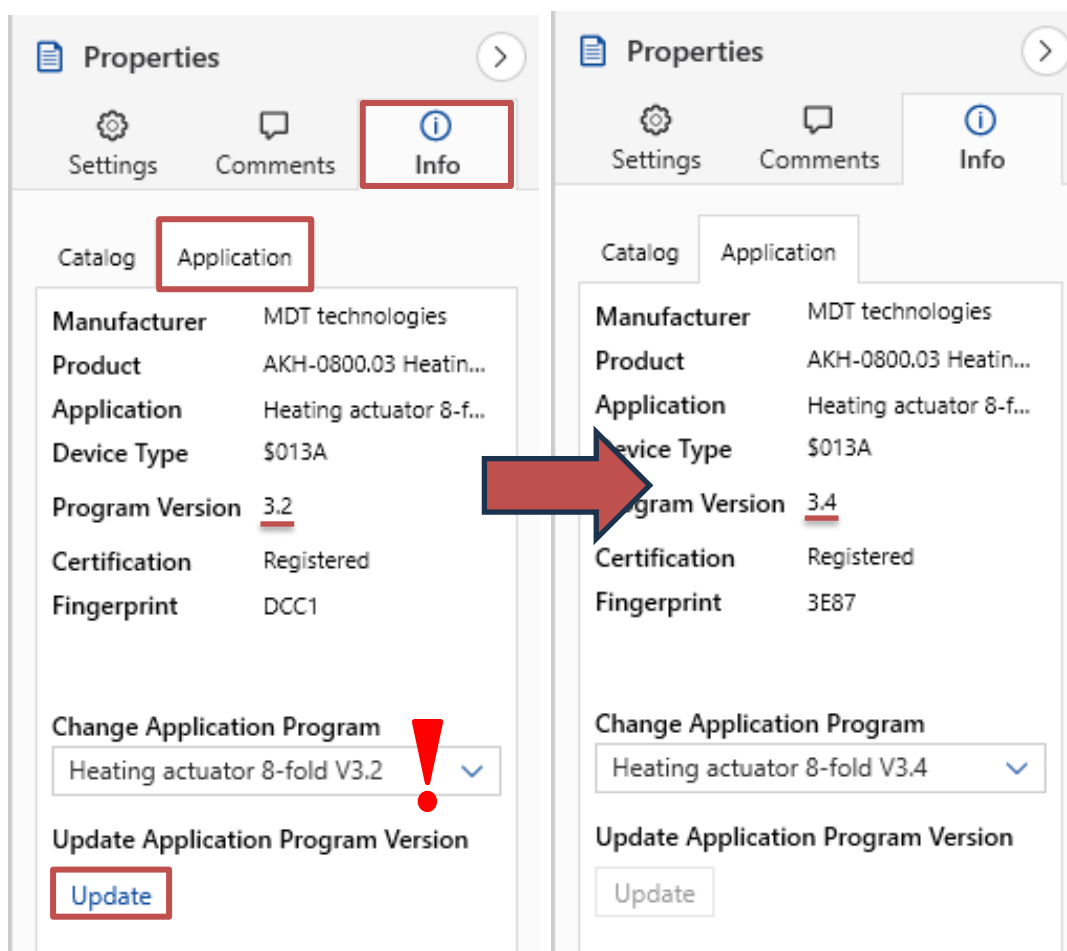 Properties
Settings Comments Info
Catalog Application
Manufacturer MDT technologies
Product AKH-0800.03 Heatin...
Application Heating actuator 8-f...
Device Type $013A
Program Version 3.2
Certification Registered
Fingerprint DCC1
Change Application Program
Heating actuator 8-fold V3.2
!
Update Application Program Version
Update
Properties
Settings Comments Info
Catalog Application
Manufacturer MDT technologies
Product AKH-0800.03 Heatin...
Application Heating actuator 8-f...
evice Type $013A
gram Version 3.4
Certification Registered
Fingerprint 3E87
Change Application Program
Heating actuator 8-fold V3.4
Update Application Program Version
Update